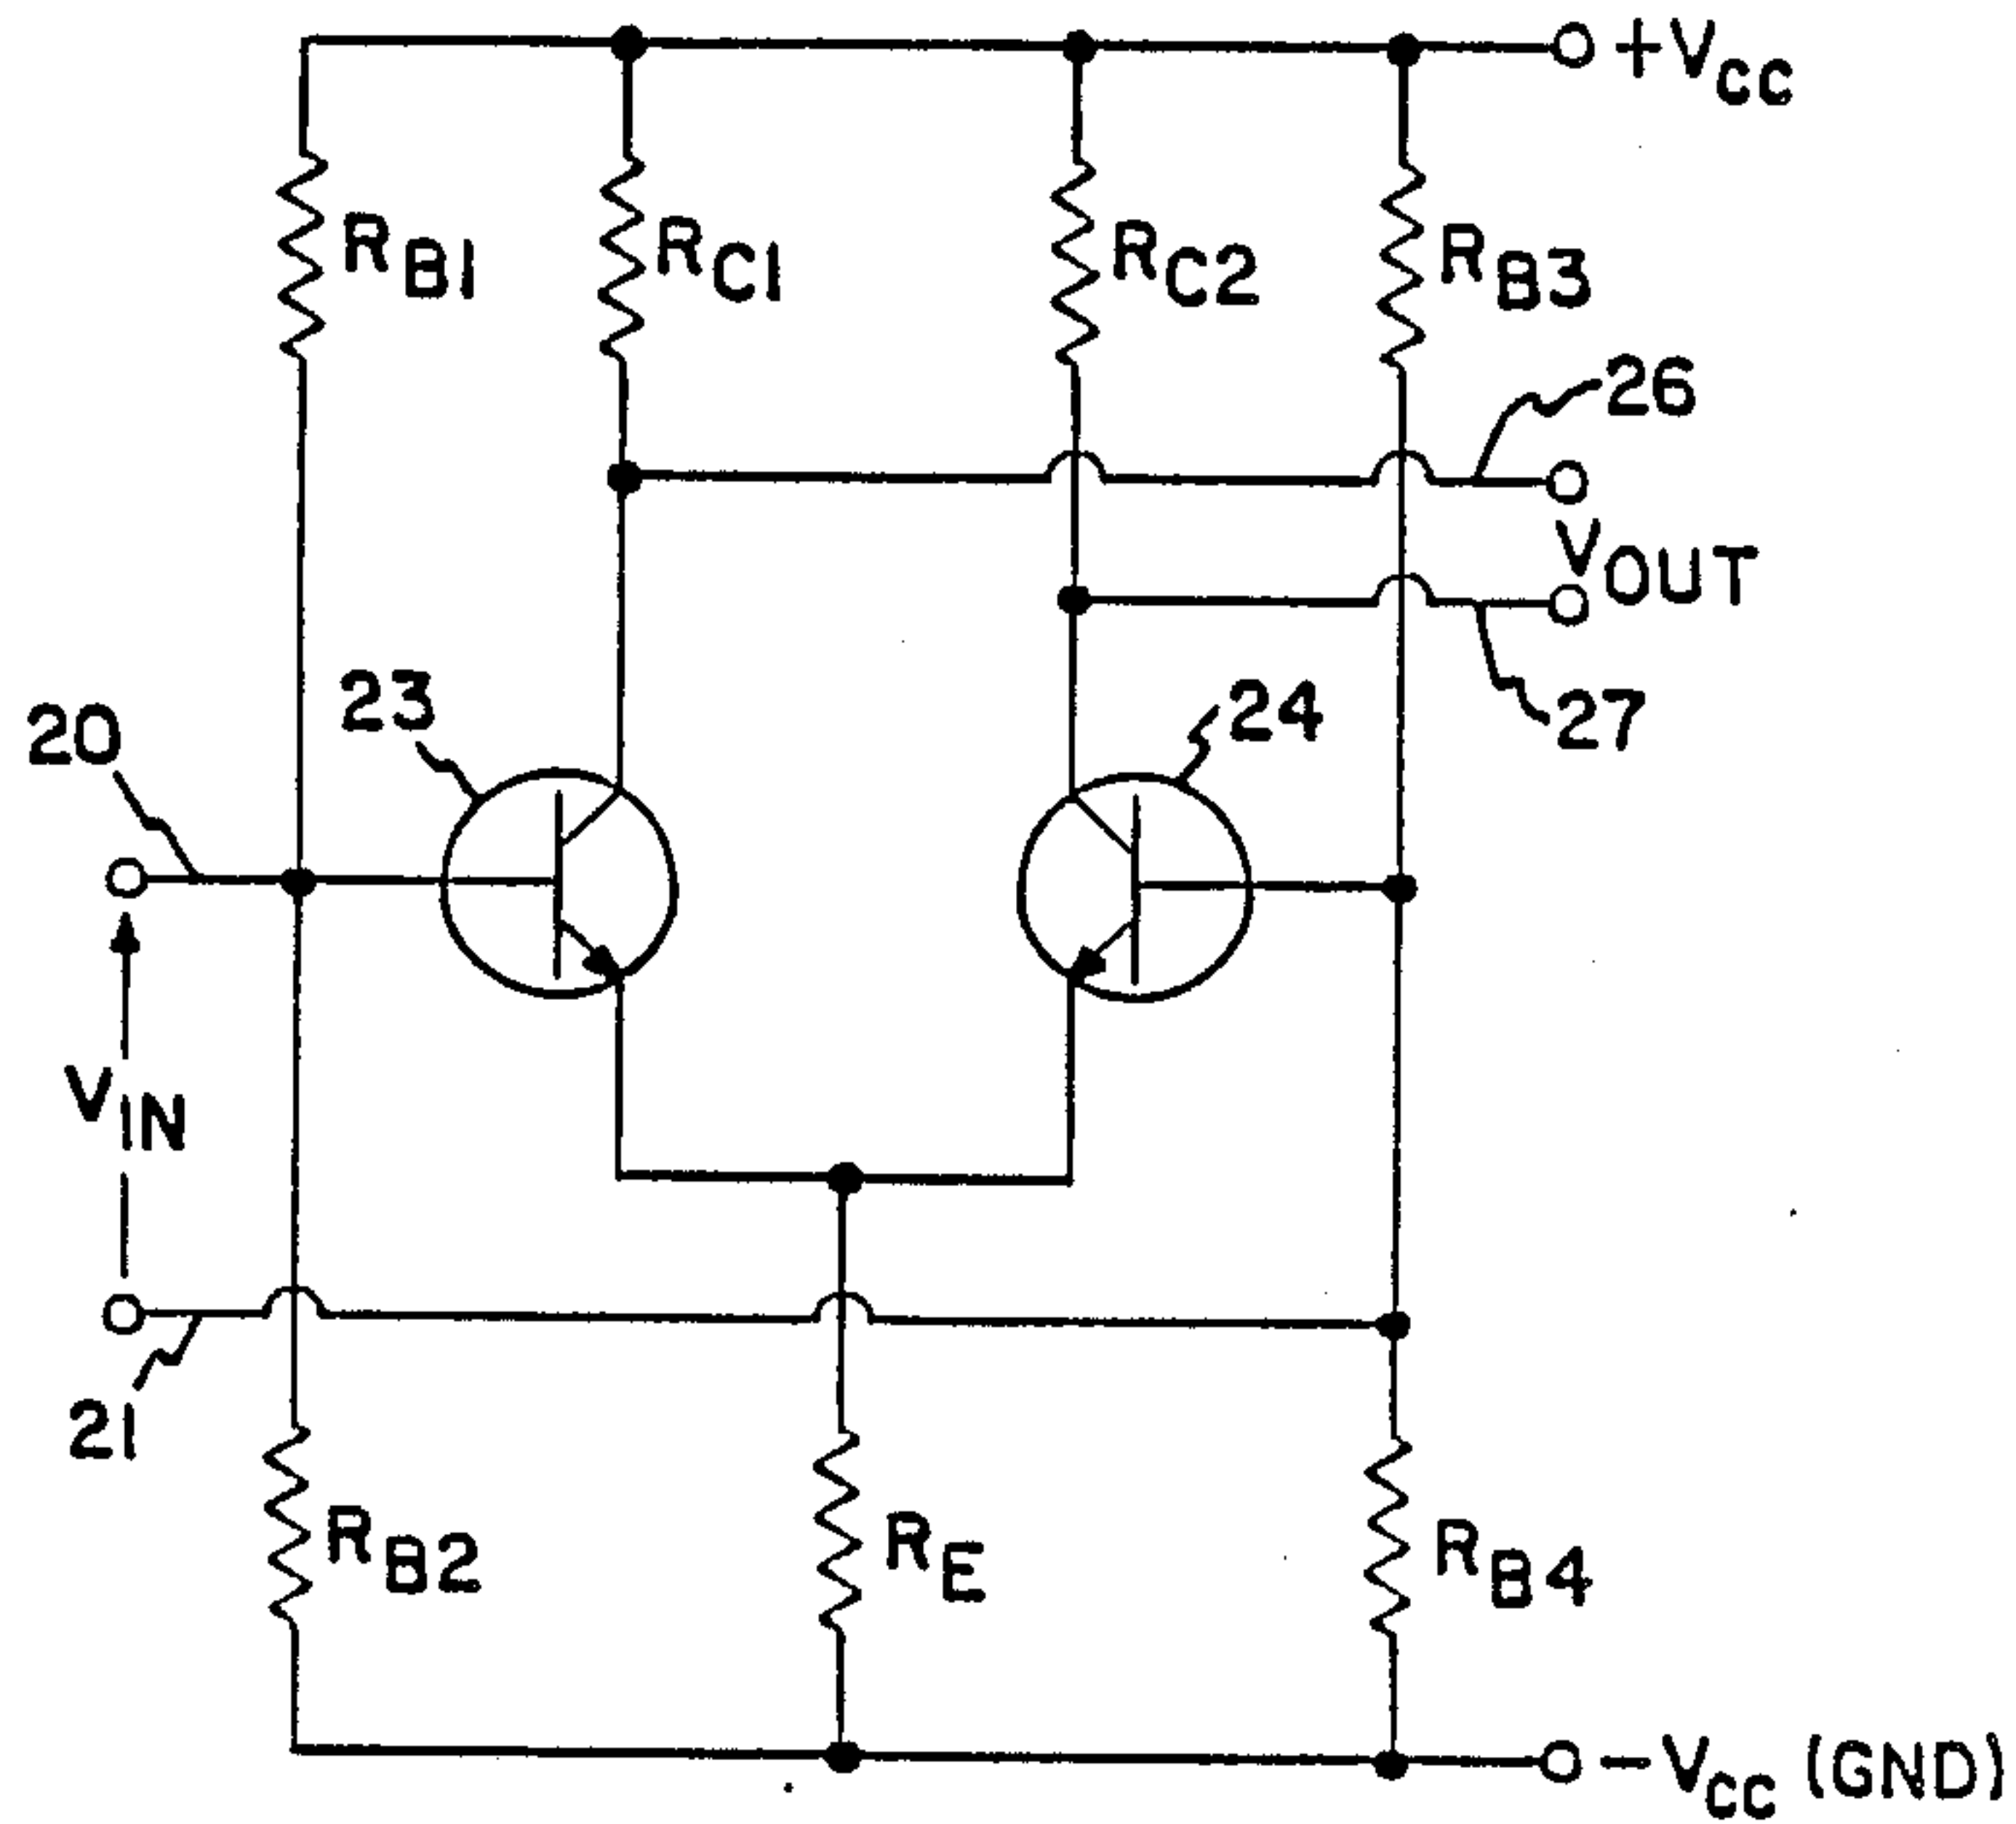 +VCC
RB1
RC1
RC2
RB3
26
VOUT
23
24
27
20
VIN
21
RB2
RE
RB4
-VCC (GND)